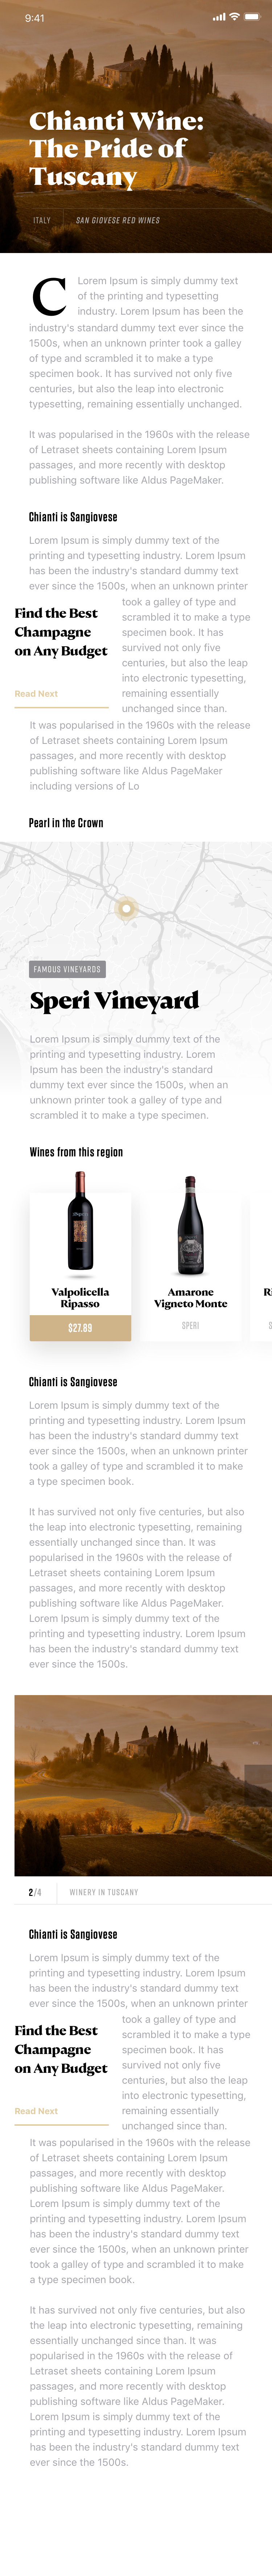 9:41
Chianti Wine:
The Pride of
Tuscany
ITALY
SAN GIOVESE RED WINES
C
Lorem Ipsum is simply dummy text
of the printing and typesetting
industry. Lorem Ipsum has been the
industry's standard dummy text ever since the
1500s, when an unknown printer took a galley
of type and scrambled it to make a type
specimen book. It has survived not only five
centuries, but also the leap into electronic
typesetting, remaining essentially unchanged.
It was popularised in the 1960s with the release
of Letraset sheets containing Lorem Ipsum
passages, and more recently with desktop
publishing software like Aldus PageMaker.
Chianti is Sangiovese
Lorem Ipsum is simply dummy text of the
printing and typesetting industry. Lorem Ipsum
has been the industry's standard dummy text
ever since the 1500s, when an unknown printer
took a galley of type and
scrambled it to make a type
specimen book. It has
survived not only five
centuries, but also the leap
into electronic typesetting,
remaining essentially
unchanged since than.
Find the Best
Champagne
on Any Budget
Read Next
It was popularised in the 1960s with the release
of Letraset sheets containing Lorem Ipsum
passages, and more recently with desktop
publishing software like Aldus PageMaker
including versions of Lo
Pearl in the Crown
FAMOUS VINEYARDS
Speri Vineyard
Lorem Ipsum is simply dummy text of the
printing and typesetting industry. Lorem
Ipsum has been the industry's standard
dummy text ever since the 1500s, when an
unknown printer took a galley of type and
scrambled it to make a type specimen.
Wines from this region
Valpolicella
Ripasso
$27.89
Amarone
Vigneto Monte
SPERI
Ri
S
Chianti is Sangiovese
Lorem Ipsum is simply dummy text of the
printing and typesetting industry. Lorem Ipsum
has been the industry's standard dummy text
ever since the 1500s, when an unknown printer
took a galley of type and scrambled it to make
a type specimen book.
It has survived not only five centuries, but also
the leap into electronic typesetting, remaining
essentially unchanged since than. It was
popularised in the 1960s with the release of
Letraset sheets containing Lorem Ipsum
passages, and more recently with desktop
publishing software like Aldus PageMaker.
Lorem Ipsum is simply dummy text of the
printing and typesetting industry. Lorem Ipsum
has been the industry's standard dummy text
ever since the 1500s.
2/4
WINERY IN TUSCANY
Chianti is Sangiovese
Lorem Ipsum is simply dummy text of the
printing and typesetting industry. Lorem Ipsum
has been the industry's standard dummy text
ever since the 1500s, when an unknown printer
took a galley of type and
scrambled it to make a type
specimen book. It has
survived not only five
centuries, but also the leap
into electronic typesetting,
remaining essentially
unchanged since than.
Find the Best
Champagne
on Any Budget
Read Next
It was popularised in the 1960s with the release
of Letraset sheets containing Lorem Ipsum
passages, and more recently with desktop
publishing software like Aldus PageMaker.
Lorem Ipsum is simply dummy text of the
printing and typesetting industry. Lorem Ipsum
has been the industry's standard dummy text
ever since the 1500s, when an unknown printer
took a galley of type and scrambled it to make
a type specimen book.
It has survived not only five centuries, but also
the leap into electronic typesetting, remaining
essentially unchanged since than. It was
popularised in the 1960s with the release of
Letraset sheets containing Lorem Ipsum
passages, and more recently with desktop
publishing software like Aldus PageMaker.
Lorem Ipsum is simply dummy text of the
printing and typesetting industry. Lorem Ipsum
has been the industry's standard dummy text
ever since the 1500s.